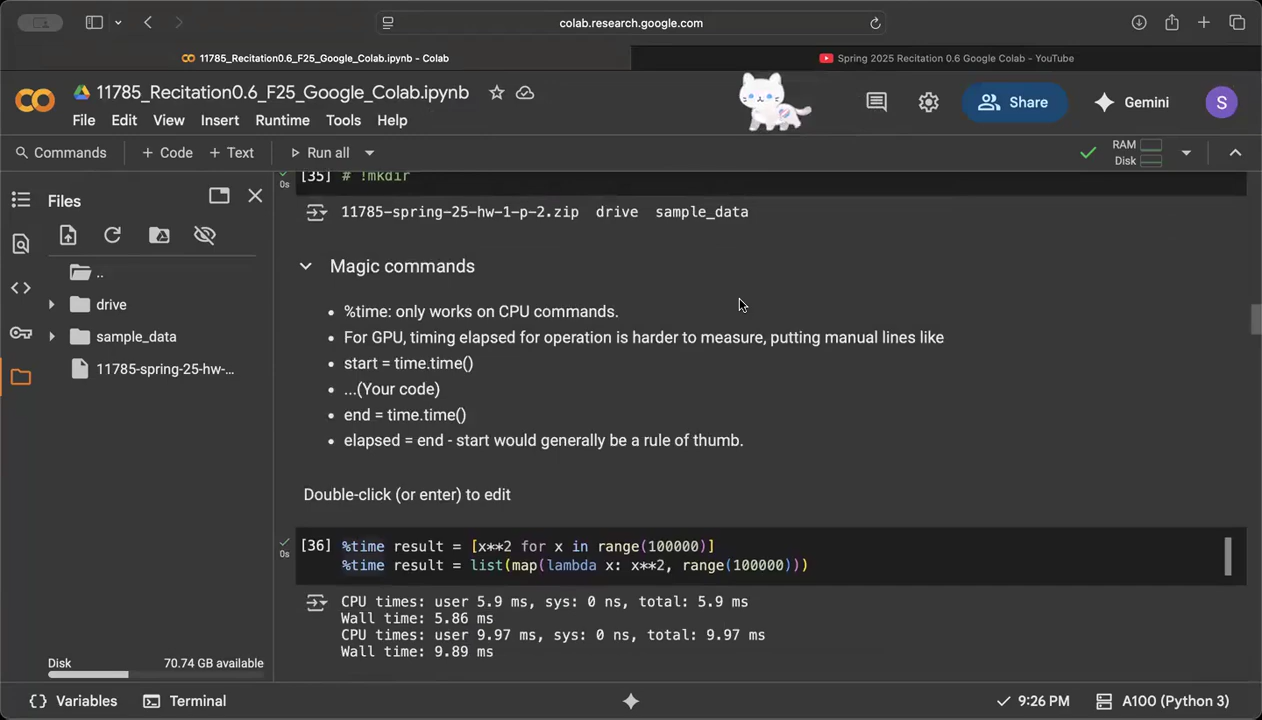 colab.research.google.com
11785_Recitation0.6_F25_Google_Colab.ipynb - Colab
Spring 2025 Recitation 0.6 Google Colab - YouTube
11785_Recitation0.6_F25_Google_Colab.ipynb
File Edit View Insert Runtime Tools Help
Share
Gemini
S
Commands
+ Code + Text
Run all
RAM
Disk
Files
..
drive
sample_data
11785-spring-25-hw-...
Disk 70.74 GB available
0s
[35] # !mkdir
11785-spring-25-hw-1-p-2.zip drive sample_data
Magic commands
• %time: only works on CPU commands.
• For GPU, timing elapsed for operation is harder to measure, putting manual lines like
• start = time.time()
• ...(Your code)
• end = time.time()
• elapsed = end - start would generally be a rule of thumb.
Double-click (or enter) to edit
0s
[36] %time result = [x**2 for x in range(100000)]
%time result = list(map(lambda x: x**2, range(100000)))
CPU times: user 5.9 ms, sys: 0 ns, total: 5.9 ms
Wall time: 5.86 ms
CPU times: user 9.97 ms, sys: 0 ns, total: 9.97 ms
Wall time: 9.89 ms
{} Variables Terminal
9:26 PM A100 (Python 3)